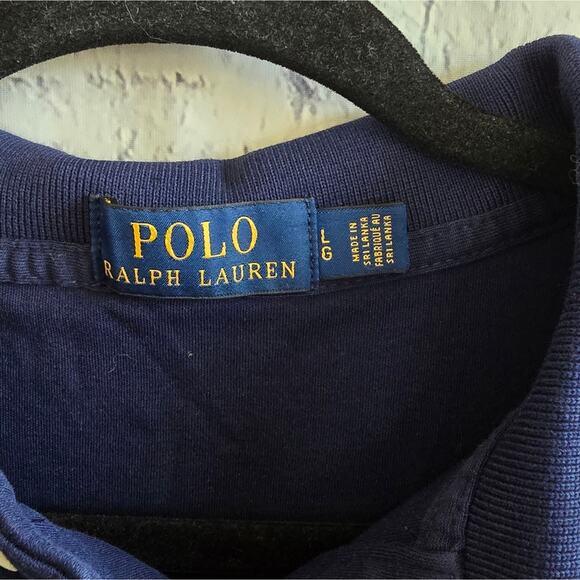 POLO
RALPH LAUREN
L
G
MADE IN
SRI LANKA
FABRIQUÉ AU
SRI LANKA